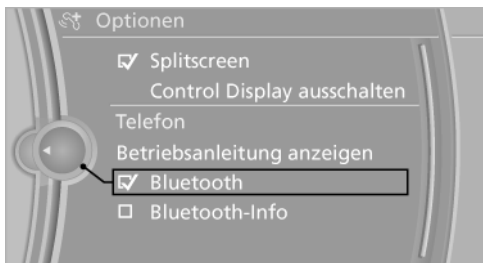 Optionen
Splitscreen
Control Display ausschalten
Telefon
Betriebsanleitung anzeigen
Bluetooth
Bluetooth-Info